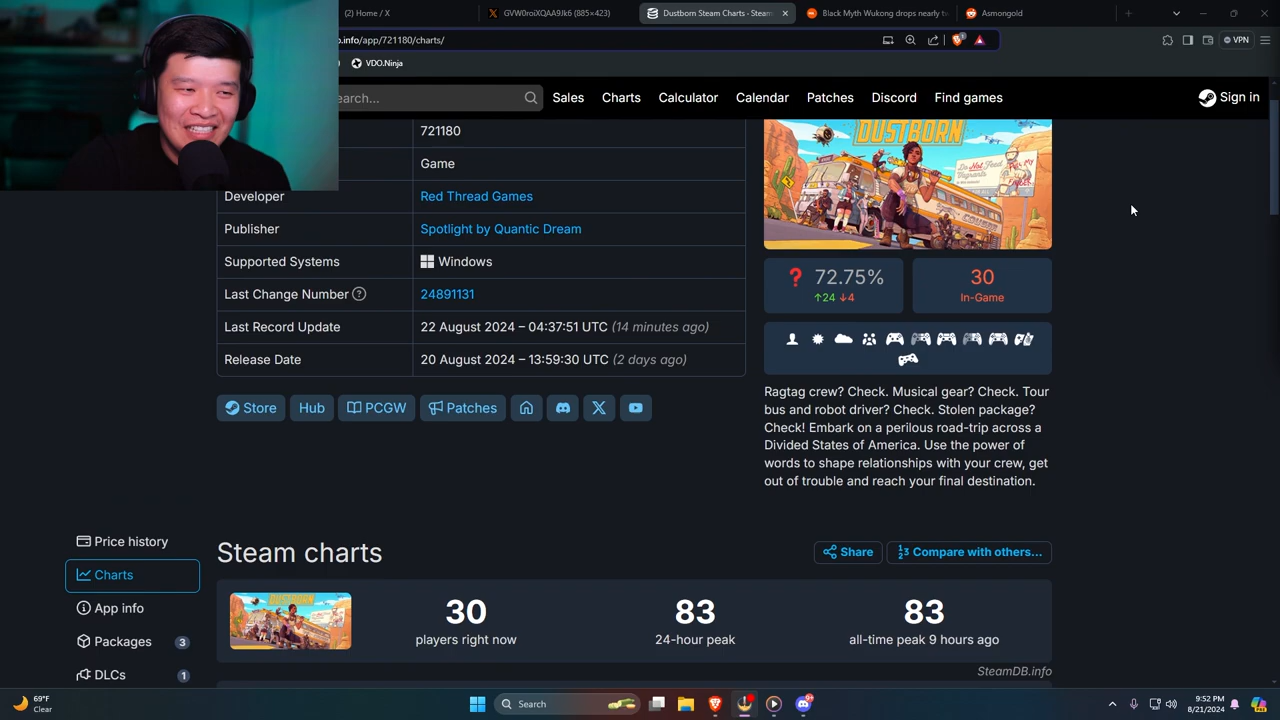 (2) Home / X
GVW0roiXQAA9Jk6 (885×423)
Dustborn Steam Charts · Steam
Black Myth Wukong drops nearly tw
Asmongold
.info/app/721180/charts/
VPN
VDO.Ninja
earch...
Sales
Charts
Calculator
Calendar
Patches
Discord
Find games
Sign in
721180
Game
Developer
Red Thread Games
Publisher
Spotlight by Quantic Dream
Supported Systems
Windows
Last Change Number
24891131
Last Record Update
22 August 2024 – 04:37:51 UTC (14 minutes ago)
Release Date
20 August 2024 – 13:59:30 UTC (2 days ago)
Store
Hub
PCGW
Patches
DUSTBORN
Do Not Feed
Vagrants
72.75%
↑24 ↓4
30
In-Game
Ragtag crew? Check. Musical gear? Check. Tour
bus and robot driver? Check. Stolen package?
Check! Embark on a perilous road-trip across a
Divided States of America. Use the power of
words to shape relationships with your crew, get
out of trouble and reach your final destination.
Price history
Charts
App info
Packages
3
DLCs
1
Steam charts
Share
Compare with others...
DUSTBORN
30
players right now
83
24-hour peak
83
all-time peak 9 hours ago
SteamDB.info
69°F
Clear
Search
9:52 PM
8/21/2024